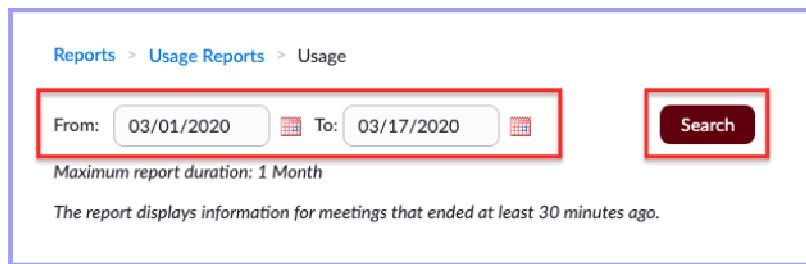 Reports > Usage Reports > Usage
From: 03/01/2020 To: 03/17/2020 Search
Maximum report duration: 1 Month
The report displays information for meetings that ended at least 30 minutes ago.